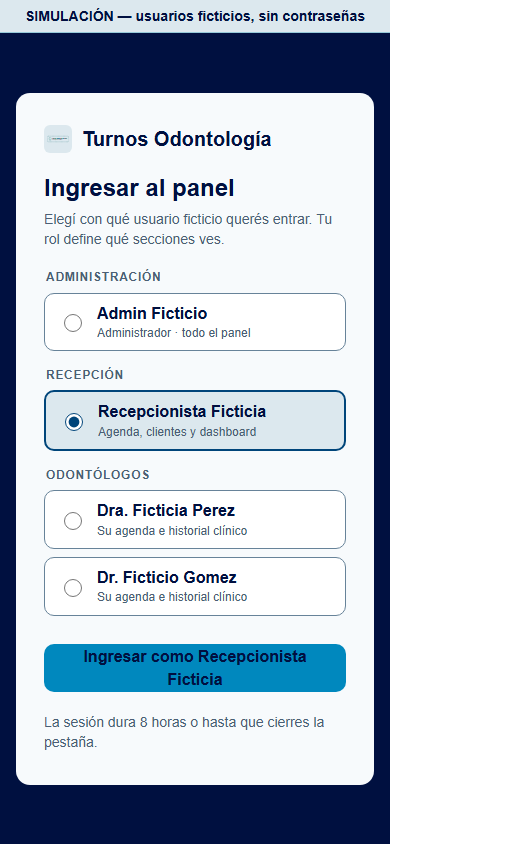 SIMULACIÓN — usuarios ficticios, sin contraseñas
Turnos Odontología
Ingresar al panel
Elegí con qué usuario ficticio querés entrar. Tu
rol define qué secciones ves.
ADMINISTRACIÓN
Admin Ficticio
Administrador · todo el panel
RECEPCIÓN
Recepcionista Ficticia
Agenda, clientes y dashboard
ODONTÓLOGOS
Dra. Ficticia Perez
Su agenda e historial clínico
Dr. Ficticio Gomez
Su agenda e historial clínico
Ingresar como Recepcionista
Ficticia
La sesión dura 8 horas o hasta que cierres la
pestaña.